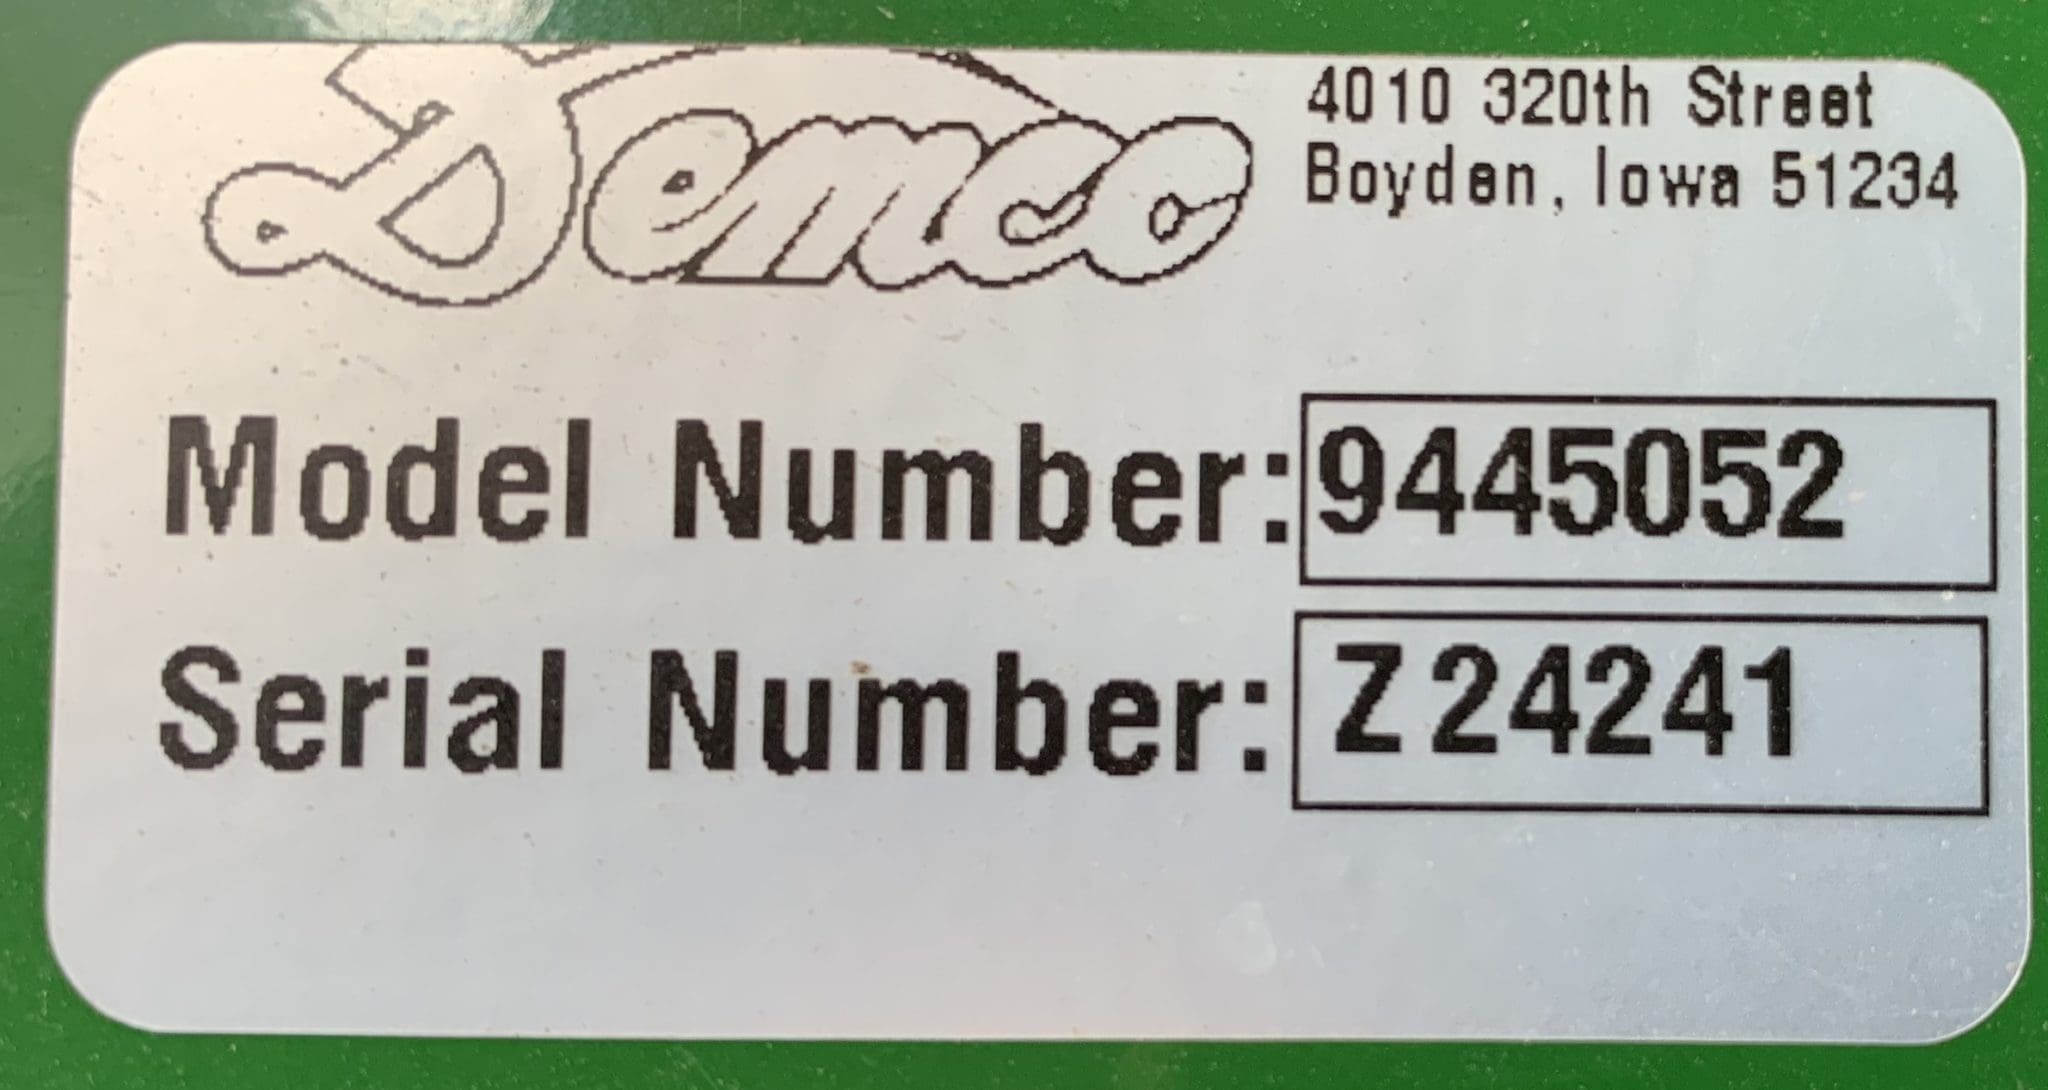 Demco
4010 320th Street
Boyden, Iowa 51234
Model Number: 9445052
Serial Number: Z24241